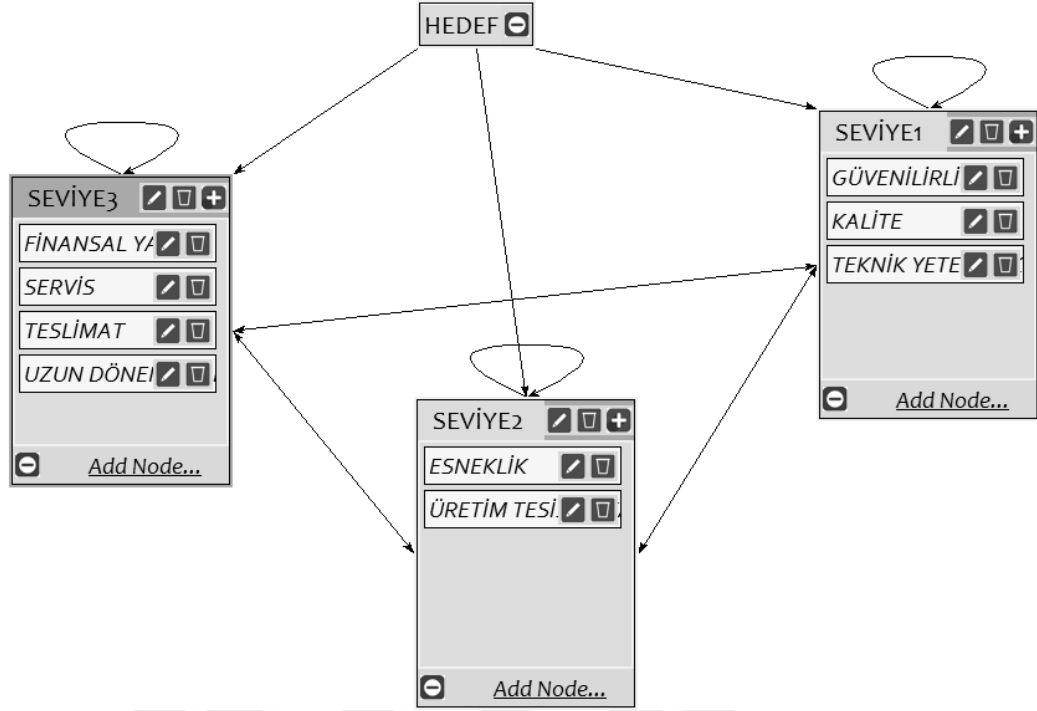 HEDEF
SEVİYE1
GÜVENİLİRLİ
KALİTE
TEKNİK YETE
Add Node...
SEVİYE3
FİNANSAL YA
SERVİS
TESLİMAT
UZUN DÖNE
Add Node...
SEVİYE2
ESNEKLİK
ÜRETİM TESİ
Add Node...